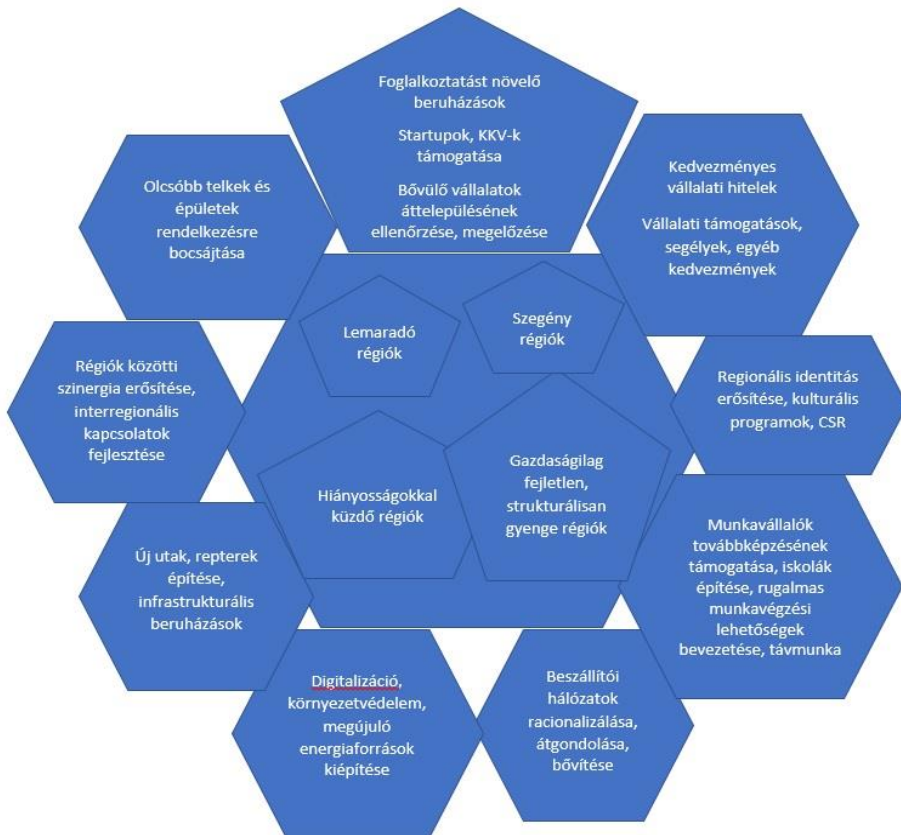 Foglalkoztatást növelő
beruházások
Startupok, KKV-k
támogatása
Bővülő vállalatok
áttelepülésének
ellenőrzése, megelőzése
Olcsóbb telkek és
épületek
rendelkezésre
bocsájtása
Kedvezményes
vállalati hitelek
Vállalati támogatások,
segélyek, egyéb
kedvezmények
Lemaradó
régiók
Szegény
régiók
Régiók közötti
szinergia erősítése,
interregionális
kapcsolatok
fejlesztése
Regionális identitás
erősítése, kulturális
programok, CSR
Hiányosságokkal
küzdő régiók
Gazdaságilag
fejletlen,
strukturálisan
gyenge régiók
Új utak, repterek
építése,
infrastrukturális
beruházások
Munkavállalók
továbbképzésének
támogatása, iskolák
építése, rugalmas
munkavégzési
lehetőségek
bevezetése, távmunka
Digitalizáció,
környezetvédelem,
megújuló
energiaforrások
kiépítése
Beszállítói
hálózatok
racionalizálása,
átgondolása,
bővítése